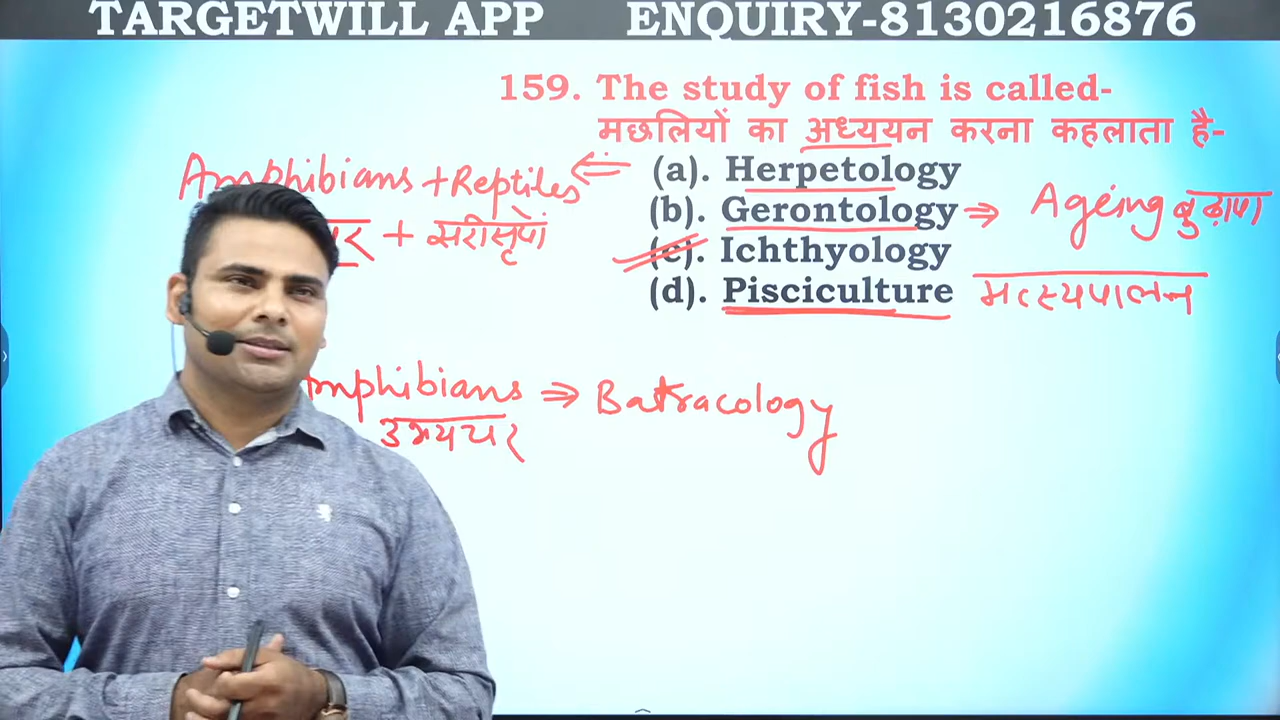 TARGETWILL APP ENQUIRY-8130216876
159. The study of fish is called-
मछलियों का अध्ययन करना कहलाता है-
Amphibians + Reptiles ⇐ (a). Herpetology
+ सरीसृपों
(b). Gerontology ⇒ Ageing बुढ़ापा
(c). Ichthyology
(d). Pisciculture मत्स्यपालन
mphibians ⇒ Batracology
उभयचर